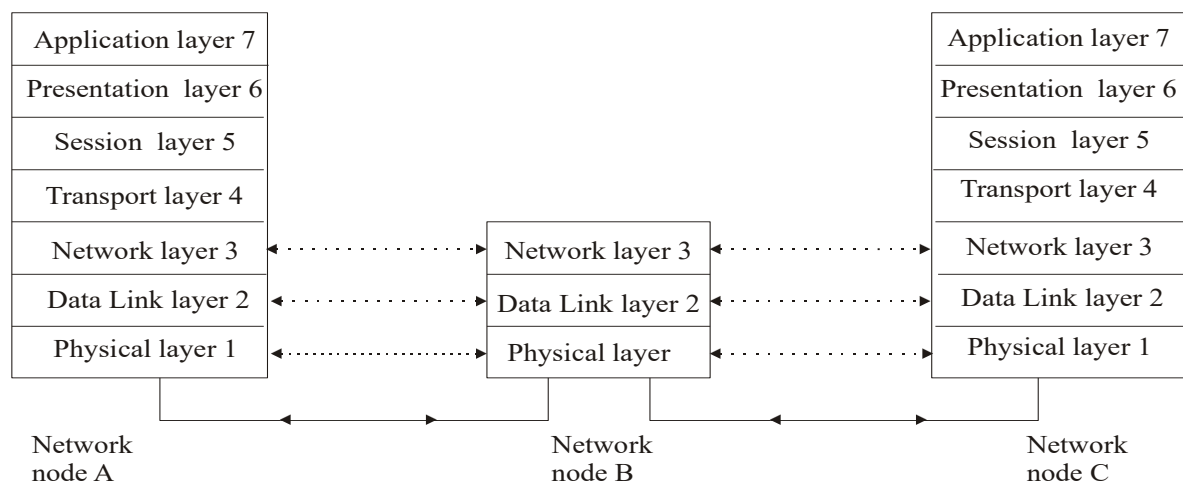 Application layer 7
Presentation layer 6
Session layer 5
Transport layer 4
Network layer 3
Data Link layer 2
Physical layer 1
Network
node A
Network layer 3
Data Link layer 2
Physical layer
Network
node B
Application layer 7
Presentation layer 6
Session layer 5
Transport layer 4
Network layer 3
Data Link layer 2
Physical layer 1
Network
node C